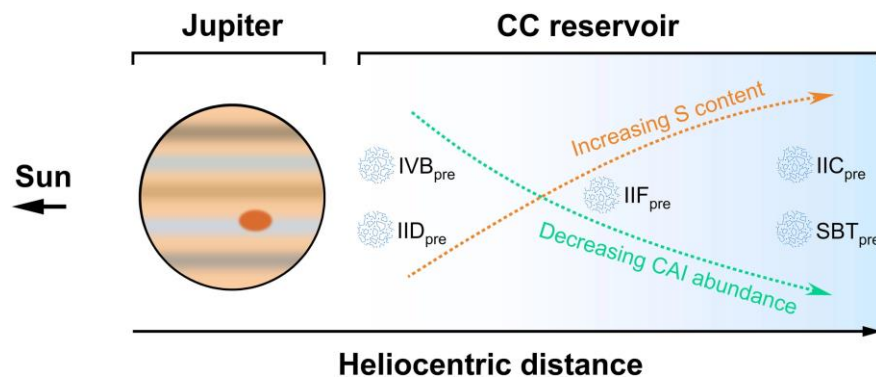 Jupiter
CC reservoir
Increasing S content
Sun
IVBpre
IIFpre
IICpre
IIDpre
SBTpre
Decreasing CAI abundance
Heliocentric distance